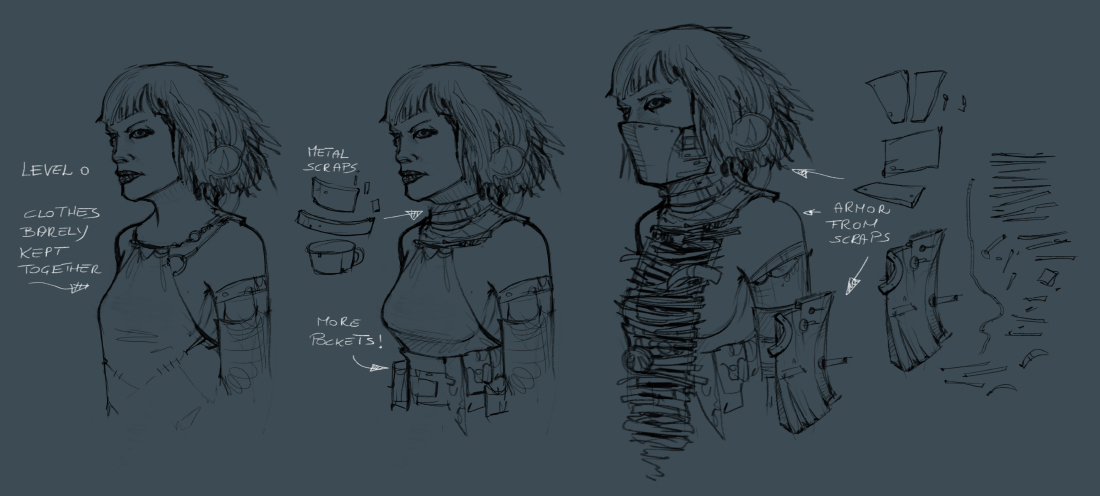 LEVEL 0
CLOTHES
BARELY
KEPT
TOGETHER
METAL
SCRAPS
MORE
POCKETS!
ARMOR
FROM
SCRAPS